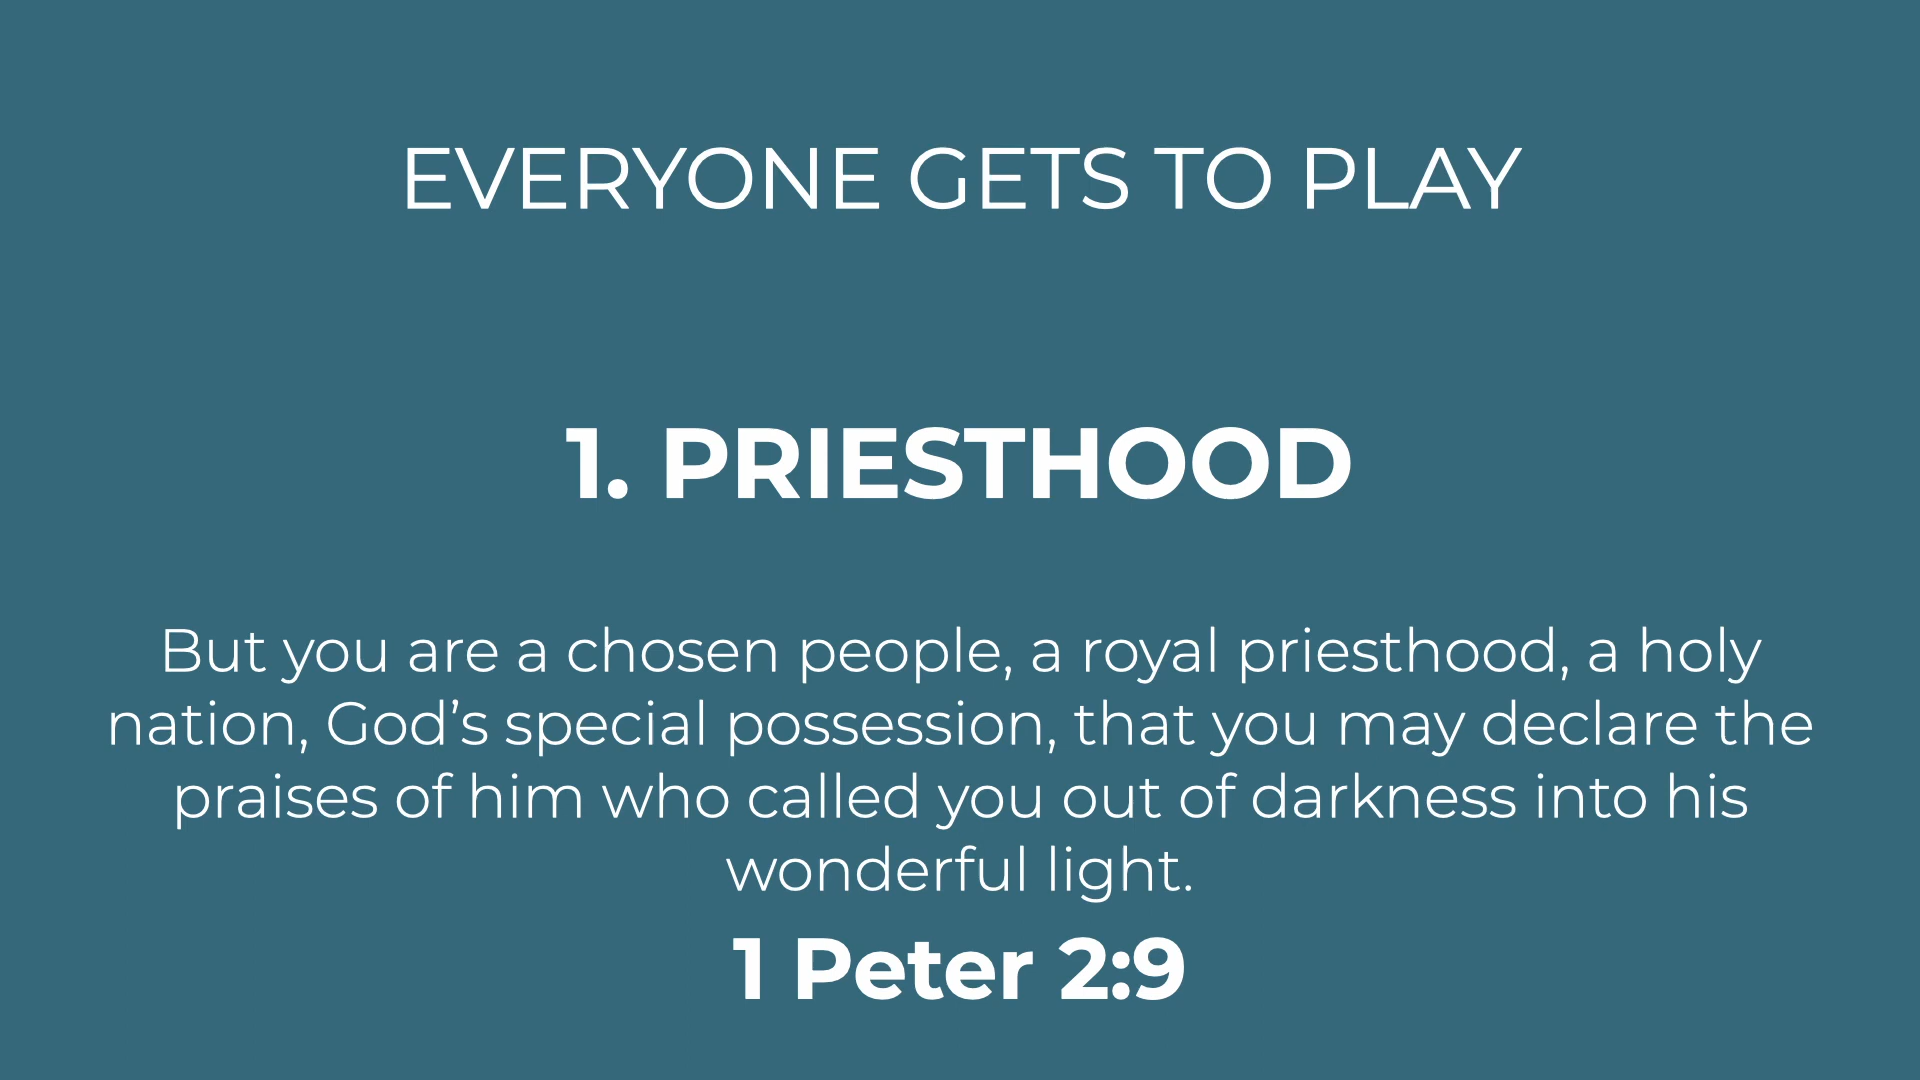 EVERYONE GETS TO PLAY
1. PRIESTHOOD
But you are a chosen people, a royal priesthood, a holy
nation, God’s special possession, that you may declare the
praises of him who called you out of darkness into his
wonderful light.
1 Peter 2:9